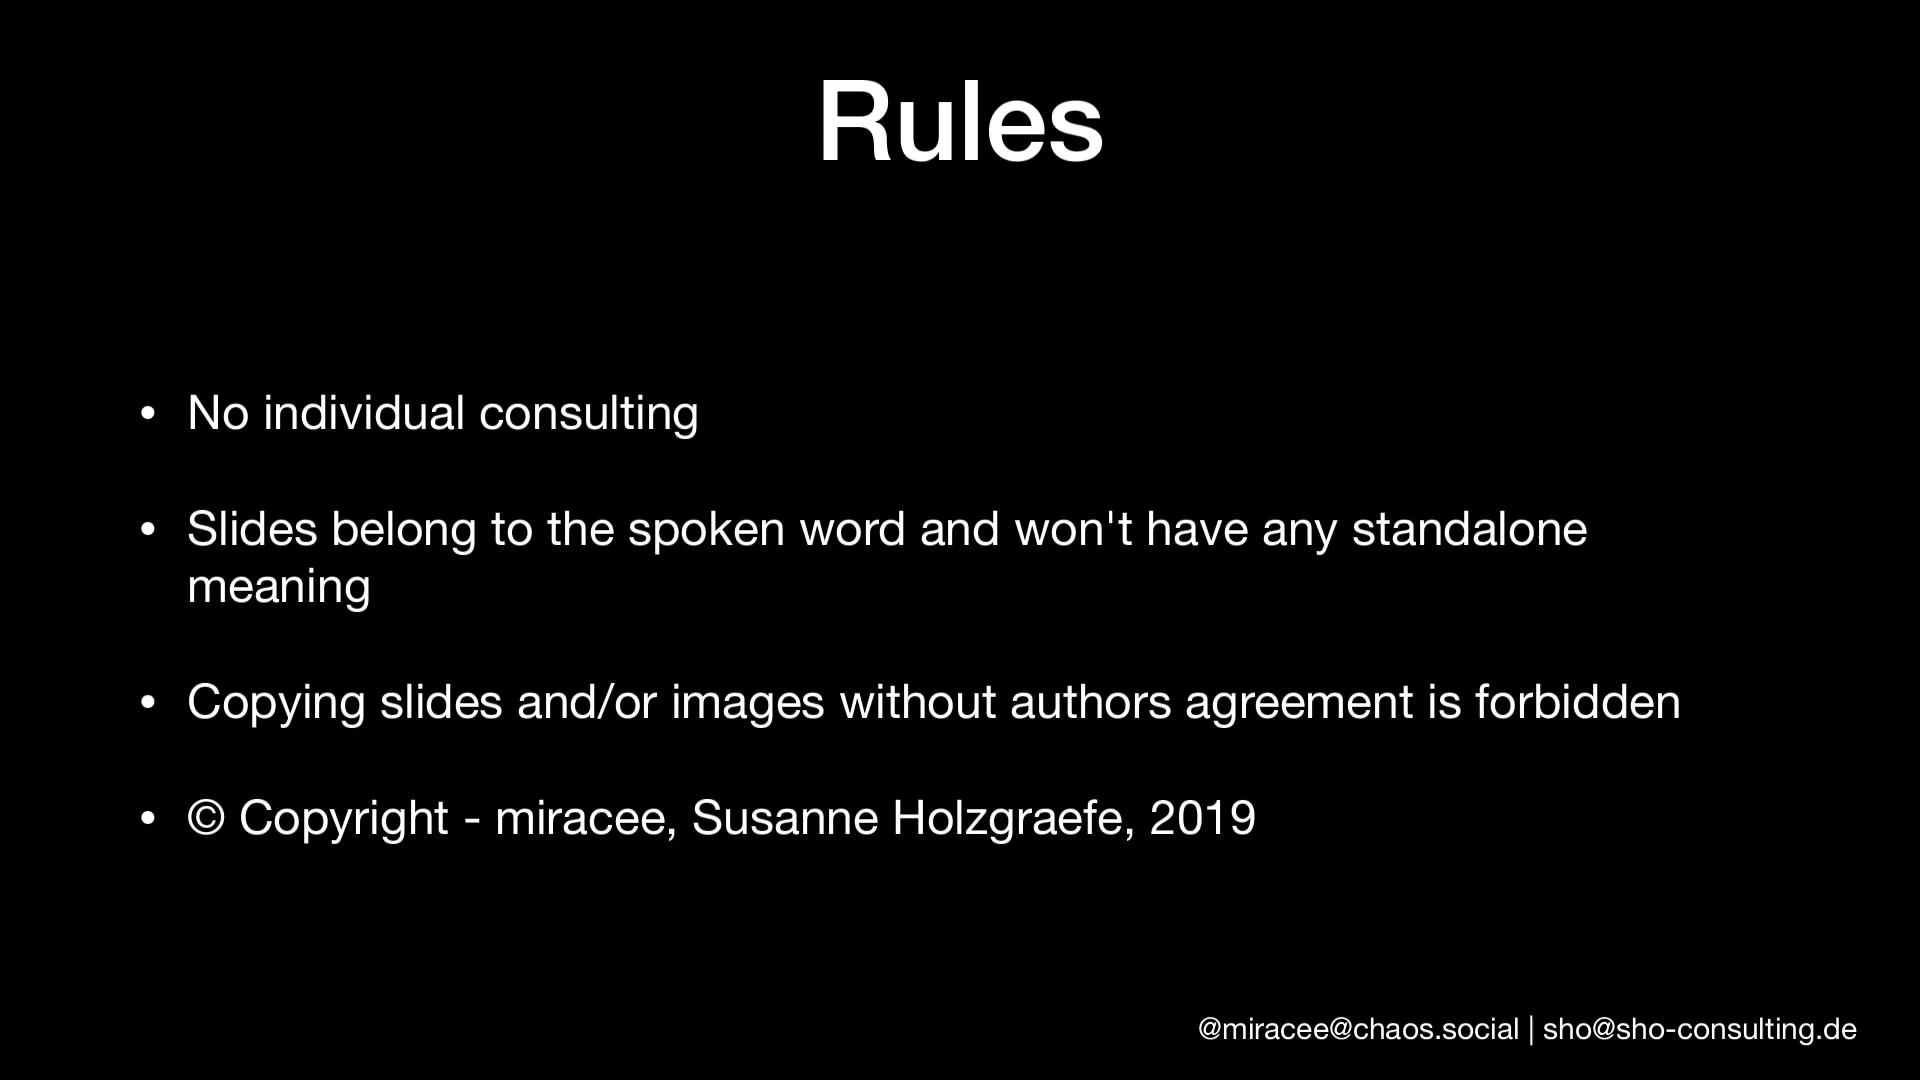 Rules
• No individual consulting
• Slides belong to the spoken word and won't have any standalone
meaning
• Copying slides and/or images without authors agreement is forbidden
• © Copyright - miracee, Susanne Holzgraefe, 2019
@miracee@chaos.social | sho@sho-consulting.de